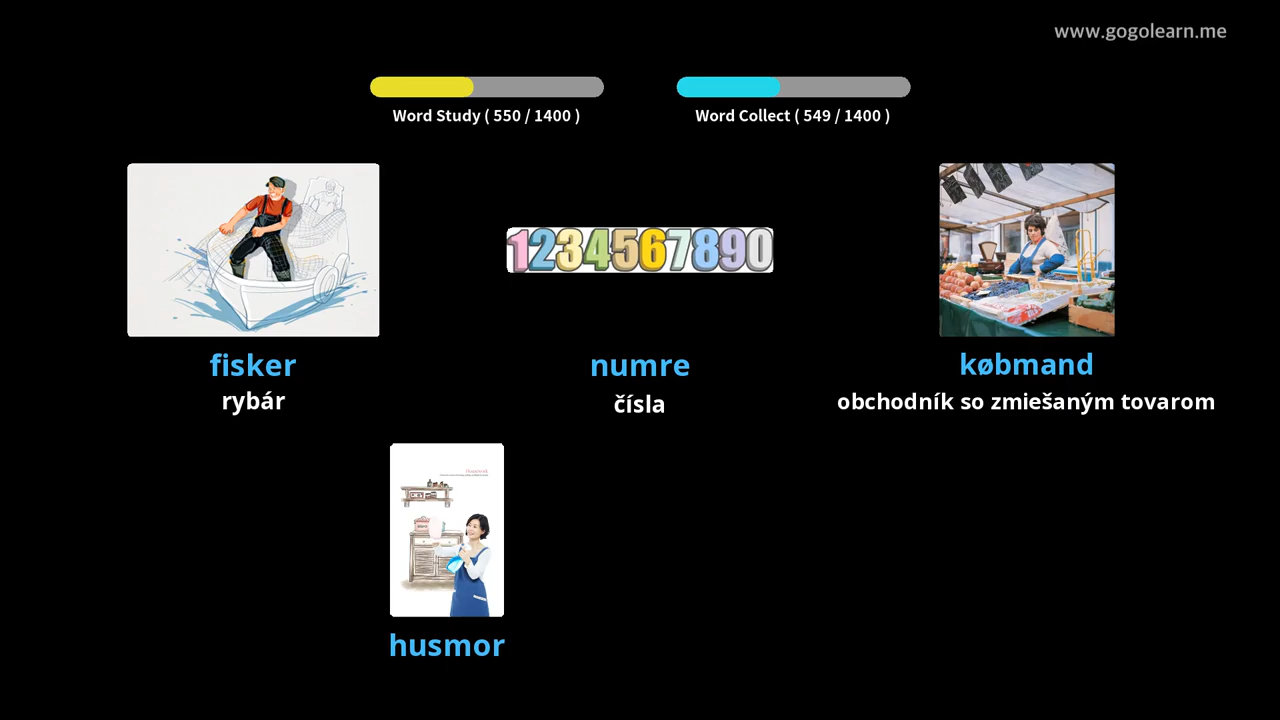 www.gogolearn.me
Word Study ( 550 / 1400 )
Word Collect ( 549 / 1400 )
1234567890
fisker
rybár
numre
čísla
købmand
obchodník so zmiešaným tovarom
husmor